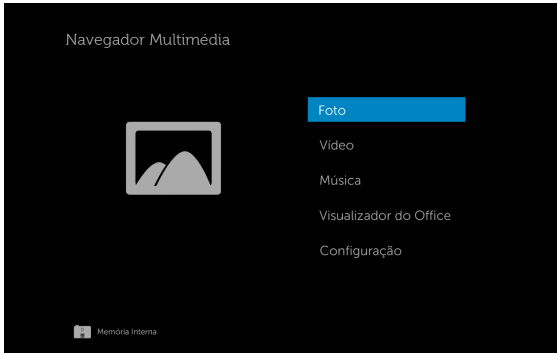 Navegador Multimédia
Foto
Vídeo
Música
Visualizador do Office
Configuração
Memória Interna